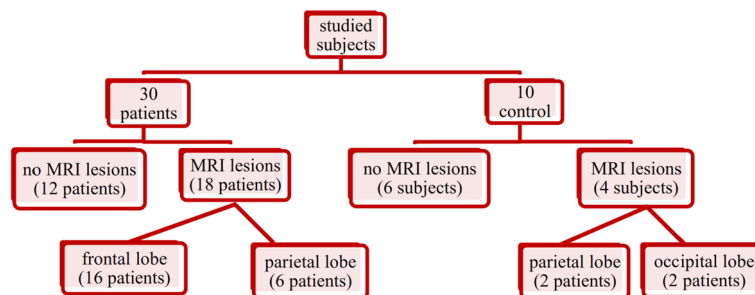 studied
subjects
30
patients
10
control
no MRI lesions
(12 patients)
MRI lesions
(18 patients)
no MRI lesions
(6 subjects)
MRI lesions
(4 subjects)
frontal lobe
(16 patients)
parietal lobe
(6 patients)
parietal lobe
(2 patients)
occipital lobe
(2 patients)